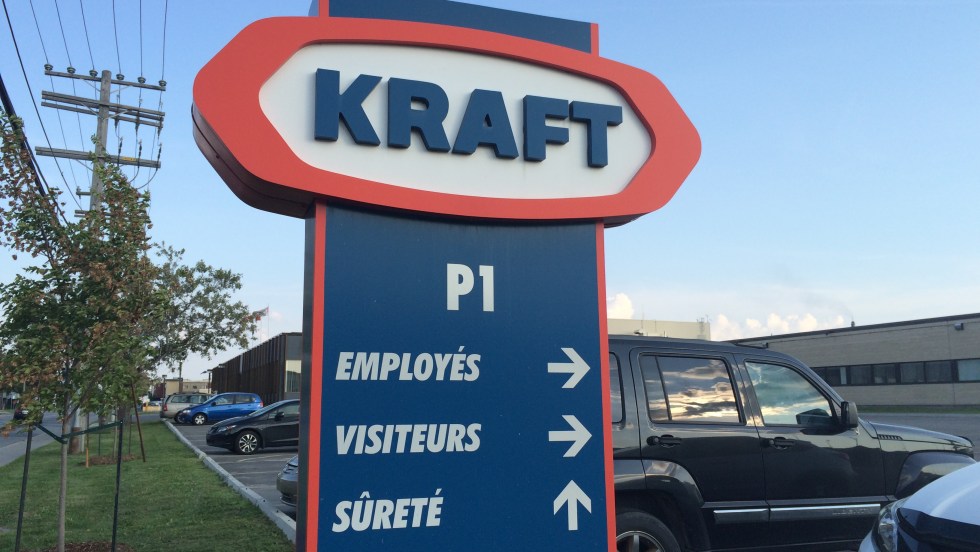 KRAFT
P1
EMPLOYÉS →
VISITEURS →
SÛRETÉ ↑